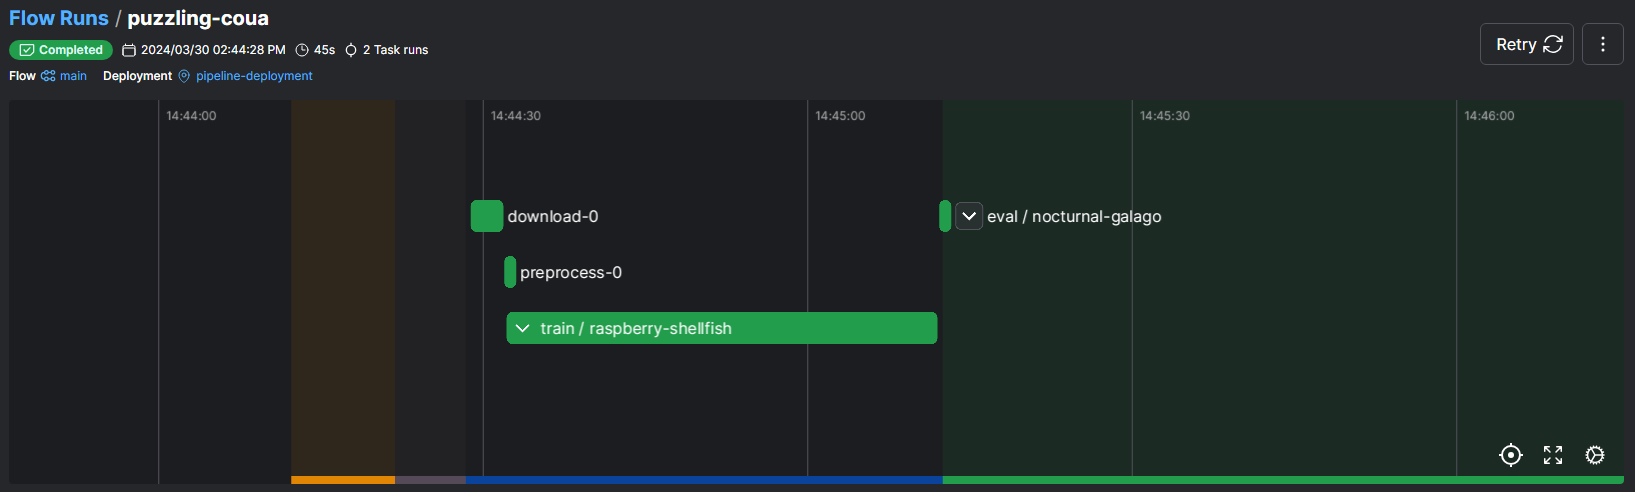 Flow Runs / puzzling-coua
Completed 2024/03/30 02:44:28 PM 45s 2 Task runs
Retry
Flow main Deployment pipeline-deployment
14:44:00 14:44:30 14:45:00 14:45:30 14:46:00
download-0 eval / nocturnal-galago
preprocess-0
train / raspberry-shellfish